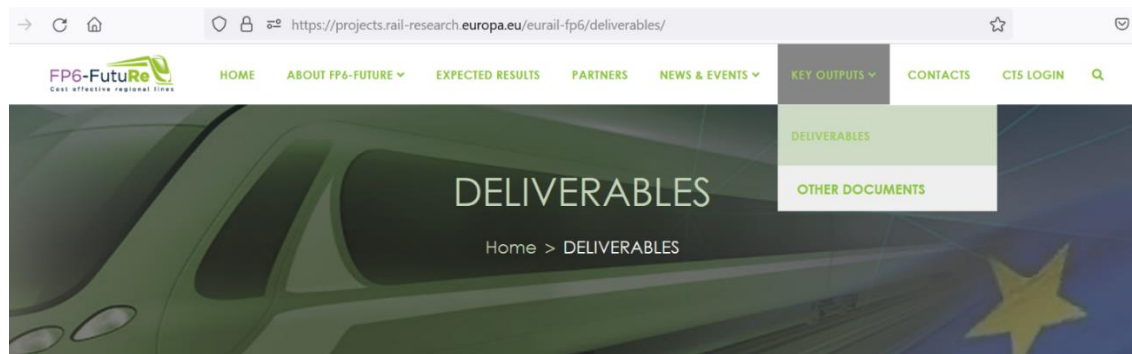 https://projects.rail-research.europa.eu/eurail-fp6/deliverables/
FP6-FutuRe
Cost effective regional lines
HOME
ABOUT FP6-FUTURE
EXPECTED RESULTS
PARTNERS
NEWS & EVENTS
KEY OUTPUTS
CONTACTS
CT5 LOGIN
DELIVERABLES
OTHER DOCUMENTS
DELIVERABLES
Home > DELIVERABLES